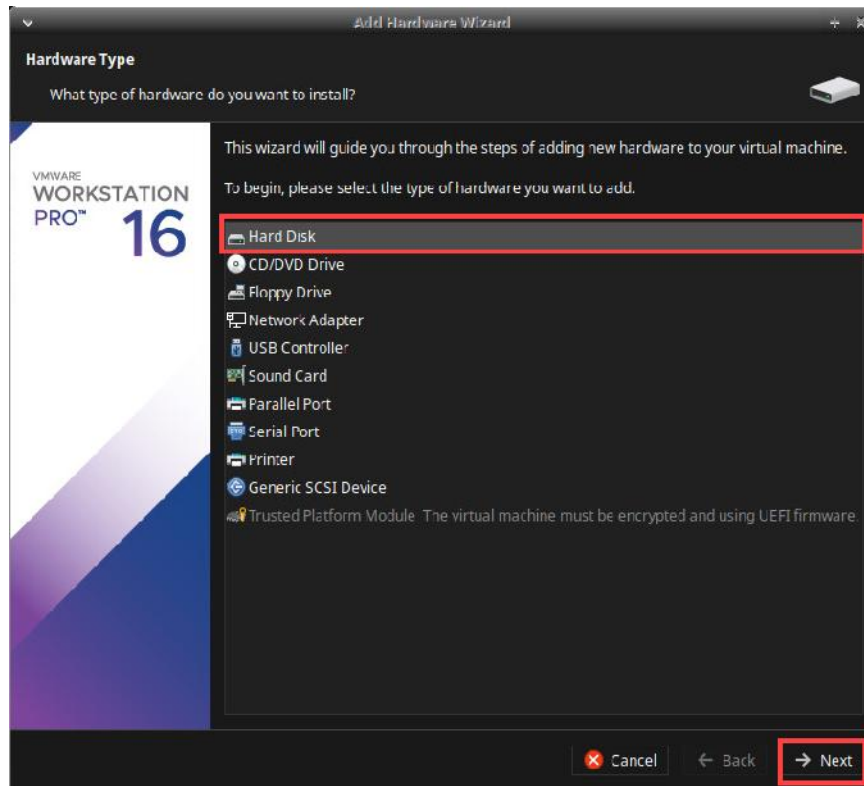 Add Hardware Wizard
Hardware Type
What type of hardware do you want to install?
VMWARE
WORKSTATION
PRO™ 16
This wizard will guide you through the steps of adding new hardware to your virtual machine.
To begin, please select the type of hardware you want to add.
Hard Disk
CD/DVD Drive
Floppy Drive
Network Adapter
USB Controller
Sound Card
Parallel Port
Serial Port
Printer
Generic SCSI Device
Trusted Platform Module The virtual machine must be encrypted and using UEFI firmware.
Cancel Back Next